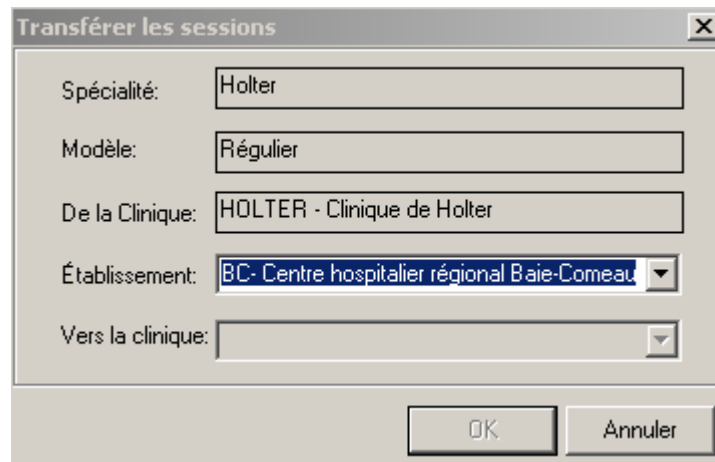 Transférer les sessions
Spécialité: Holter
Modèle: Régulier
De la Clinique: HOLTER - Clinique de Holter
Établissement: BC- Centre hospitalier régional Baie-Comeau
Vers la clinique:
OK Annuler